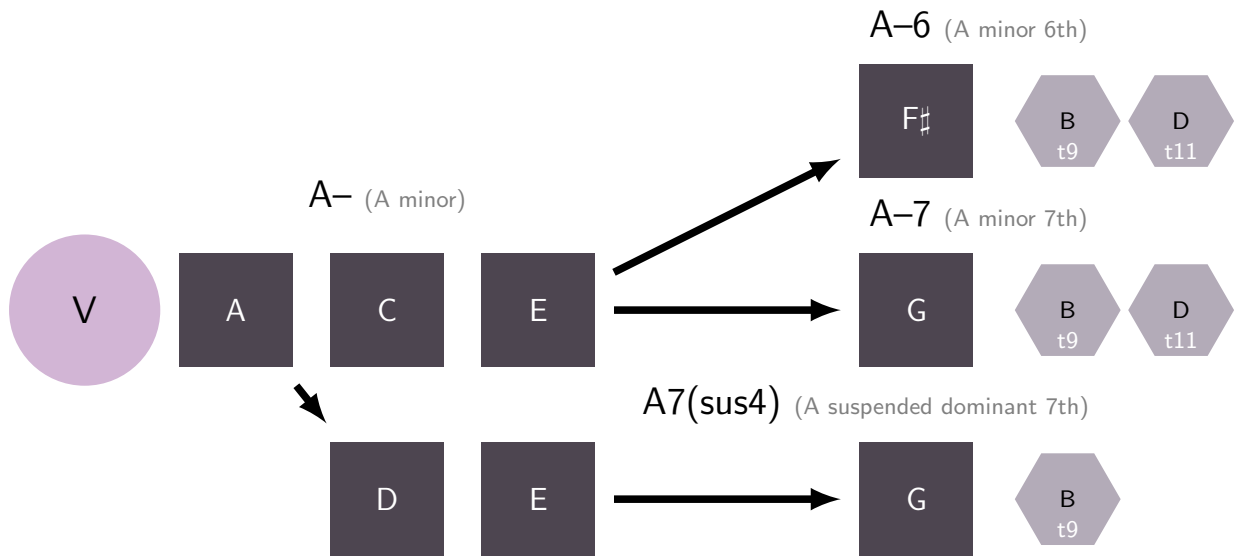 A–6 (A minor 6th)
F♯ B D
t9 t11
A– (A minor)
A–7 (A minor 7th)
V A C E G B D
t9 t11
A7(sus4) (A suspended dominant 7th)
D E G B
t9